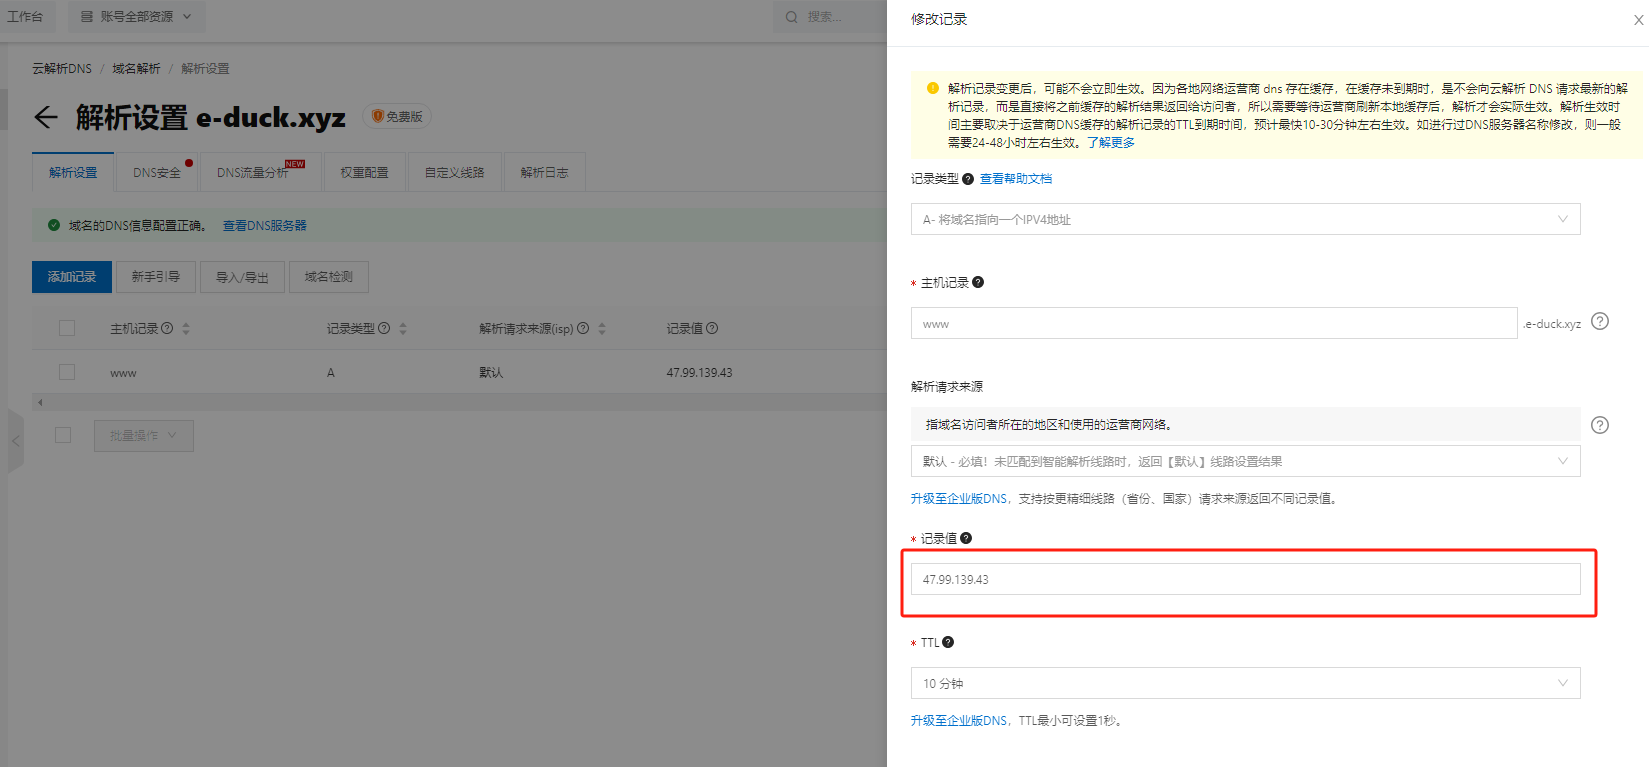 工作台
账号全部资源
搜索...
云解析DNS / 域名解析 / 解析设置
解析设置 e-duck.xyz
免费版
解析设置
DNS安全
DNS流量分析
NEW
权重配置
自定义线路
解析日志
域名的DNS信息配置正确。 查看DNS服务器
添加记录
新手引导
导入/导出
域名检测
主机记录
记录类型
解析请求来源(isp)
记录值
www
A
默认
47.99.139.43
批量操作
修改记录
解析记录变更后，可能不会立即生效。因为各地网络运营商 dns 存在缓存，在缓存未到期时，是不会向云解析 DNS 请求最新的解
析记录，而是直接将之前缓存的解析结果返回给访问者，所以需要等待运营商刷新本地缓存后，解析才会实际生效。解析生效时
间主要取决于运营商DNS缓存的解析记录的TTL到期时间，预计最快10-30分钟左右生效。如进行过DNS服务器名称修改，则一般
需要24-48小时左右生效。了解更多
记录类型 查看帮助文档
A- 将域名指向一个IPV4地址
* 主机记录
www
.e-duck.xyz
解析请求来源
指域名访问者所在的地区和使用的运营商网络。
默认 - 必填！未匹配到智能解析线路时，返回【默认】线路设置结果
升级至企业版DNS，支持按更精细线路（省份、国家）请求来源返回不同记录值。
* 记录值
47.99.139.43
* TTL
10 分钟
升级至企业版DNS，TTL最小可设置1秒。